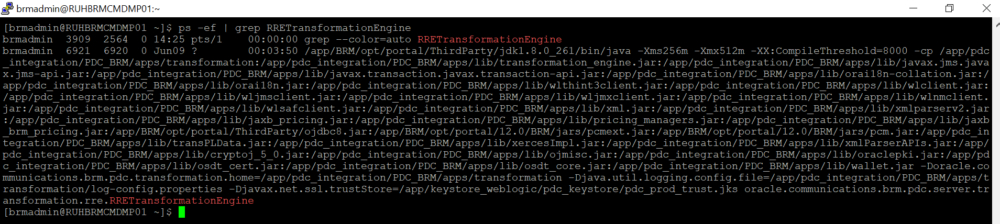 brmadmin@RUHBRMCMDMP01:~
[brmadmin@RUHBRMCMDMP01 ~]$ ps -ef | grep RRETransformationEngine
brmadmin  3909  2564  0 14:25 pts/1    00:00:00 grep --color=auto RRETransformationEngine
brmadmin  6921  6920  0 Jun09 ?        00:03:50 /app/BRM/opt/portal/ThirdParty/jdk1.8.0_261/bin/java -Xms256m -Xmx512m -XX:CompileThreshold=8000 -cp /app/pdc
_integration/PDC_BRM/apps/transformation:/app/pdc_integration/PDC_BRM/apps/lib/transformation_engine.jar:/app/pdc_integration/PDC_BRM/apps/lib/javax.jms.java
x.jms-api.jar:/app/pdc_integration/PDC_BRM/apps/lib/javax.transaction.javax.transaction-api.jar:/app/pdc_integration/PDC_BRM/apps/lib/orai18n-collation.jar:/
app/pdc_integration/PDC_BRM/apps/lib/orai18n.jar:/app/pdc_integration/PDC_BRM/apps/lib/wlthint3client.jar:/app/pdc_integration/PDC_BRM/apps/lib/wlclient.jar:
/app/pdc_integration/PDC_BRM/apps/lib/wljmsclient.jar:/app/pdc_integration/PDC_BRM/apps/lib/wljmxclient.jar:/app/pdc_integration/PDC_BRM/apps/lib/wlnmclient.
jar:/app/pdc_integration/PDC_BRM/apps/lib/wlsafclient.jar:/app/pdc_integration/PDC_BRM/apps/lib/xml.jar:/app/pdc_integration/PDC_BRM/apps/lib/xmlparserv2.jar
:/app/pdc_integration/PDC_BRM/apps/lib/jaxb_pricing.jar:/app/pdc_integration/PDC_BRM/apps/lib/pricing_managers.jar:/app/pdc_integration/PDC_BRM/apps/lib/jaxb
_brm_pricing.jar:/app/BRM/opt/portal/ThirdParty/ojdbc8.jar:/app/BRM/opt/portal/12.0/BRM/jars/pcmext.jar:/app/BRM/opt/portal/12.0/BRM/jars/pcm.jar:/app/pdc_in
tegration/PDC_BRM/apps/lib/transPLData.jar:/app/pdc_integration/PDC_BRM/apps/lib/xercesImpl.jar:/app/pdc_integration/PDC_BRM/apps/lib/xmlParserAPIs.jar:/app/
pdc_integration/PDC_BRM/apps/lib/cryptoj_5_0.jar:/app/pdc_integration/PDC_BRM/apps/lib/ojmisc.jar:/app/pdc_integration/PDC_BRM/apps/lib/oraclepki.jar:/app/pd
c_integration/PDC_BRM/apps/lib/osdt_cert.jar:/app/pdc_integration/PDC_BRM/apps/lib/osdt_core.jar:/app/pdc_integration/PDC_BRM/apps/lib/wallet.jar -Doracle.co
mmunications.brm.pdc.transformation.home=/app/pdc_integration/PDC_BRM/apps/transformation -Djava.util.logging.config.file=/app/pdc_integration/PDC_BRM/apps/t
ransformation/log-config.properties -Djavax.net.ssl.trustStore=/app/keystore_weblogic/pdc_keystore/pdc_prod_trust.jks oracle.communications.brm.pdc.server.tr
ansformation.rre.RRETransformationEngine
[brmadmin@RUHBRMCMDMP01 ~]$